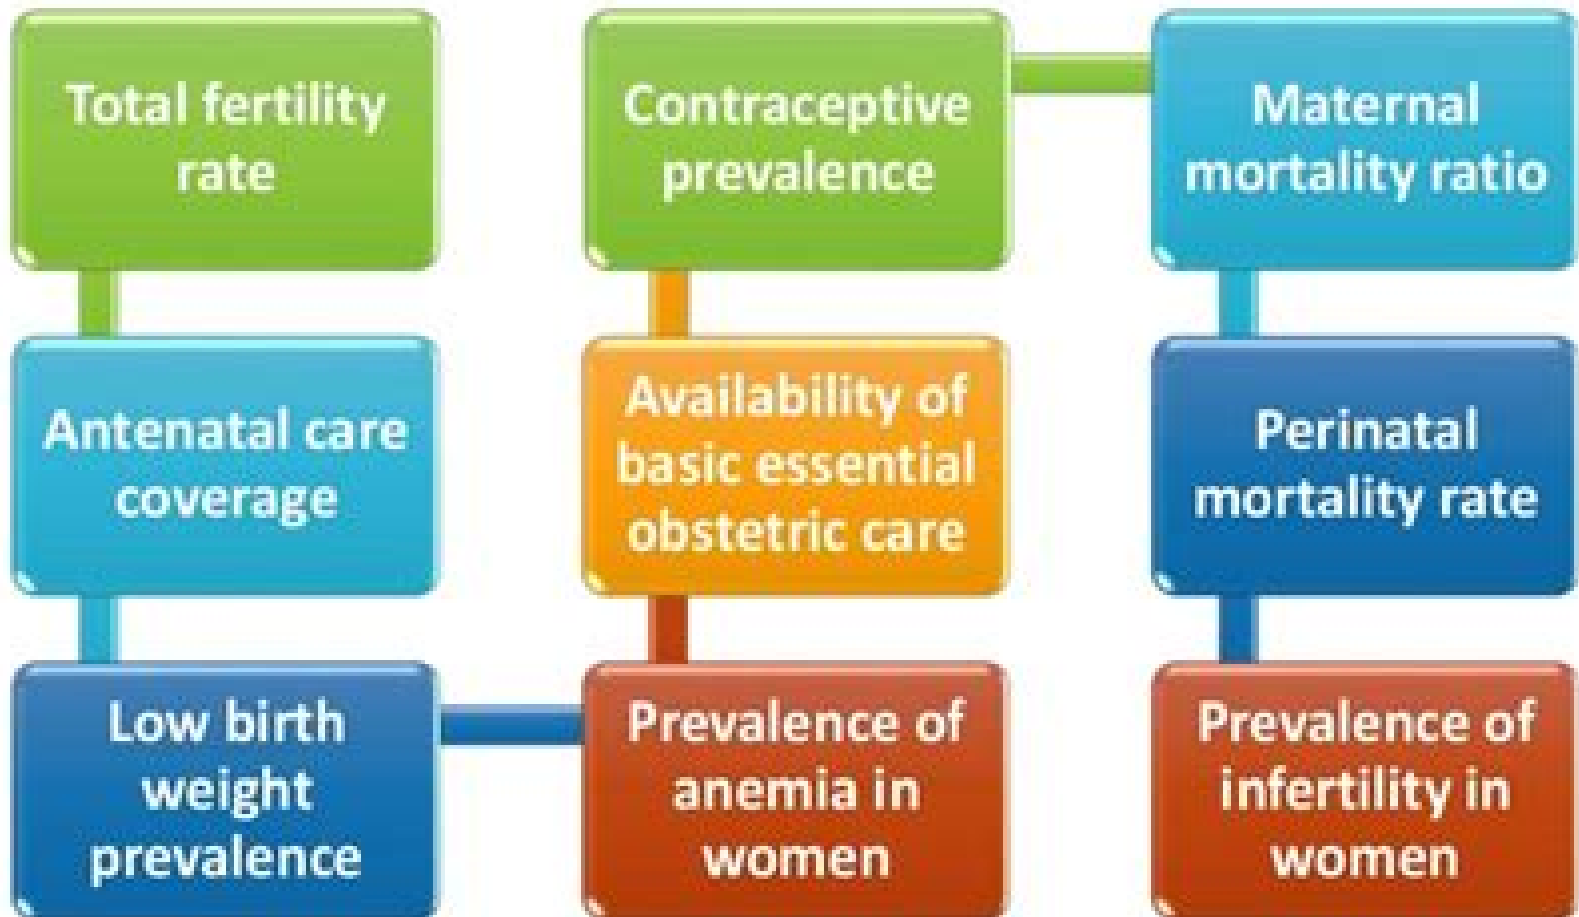 Total fertility
rate
Antenatal care
coverage
Low birth
weight
prevalence
Prevalence of
anemia in
women
Availability of
basic essential
obstetric care
Contraceptive
prevalence
Maternal
mortality ratio
Perinatal
mortality rate
Prevalence of
infertility in
women